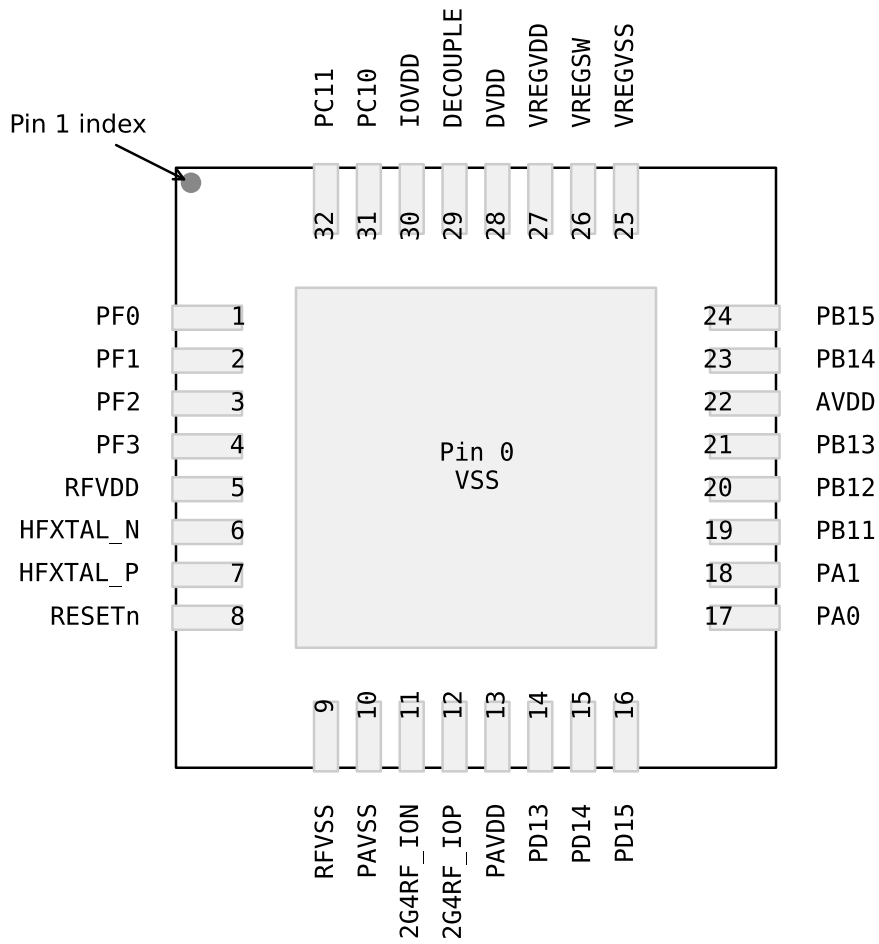 PC11
PC10
IOVDD
DECOUPLE
DVDD
VREGVDD
VREGSW
VREGVSS
Pin 1 index
32
31
30
29
28
27
26
25
PF0 1
24 PB15
PF1 2
23 PB14
PF2 3
22 AVDD
PF3 4
21 PB13
RFVDD 5
20 PB12
HFXTAL_N 6
19 PB11
HFXTAL_P 7
18 PA1
RESETn 8
17 PA0
Pin 0
VSS
9
10
11
12
13
14
15
16
RFVSS
PAVSS
2G4RF_ION
2G4RF_IOP
PAVDD
PD13
PD14
PD15